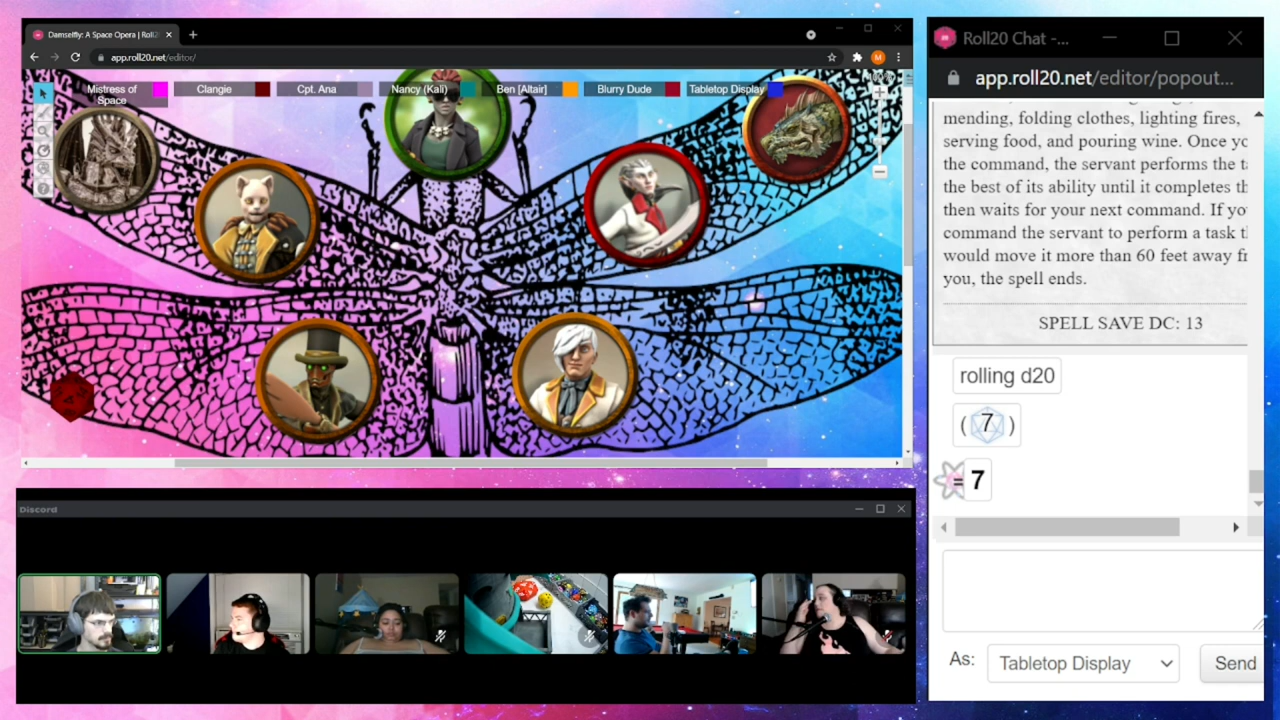 Damselfly: A Space Opera | Roll2
app.roll20.net/editor/
Mistress of Space
Clangie
Cpt. Ana
Nancy (Kali)
Ben [Altair]
Blurry Dude
Tabletop Display
Discord
Roll20 Chat -...
app.roll20.net/editor/popout...
mending, folding clothes, lighting fires,
serving food, and pouring wine. Once yo
the command, the servant performs the t
the best of its ability until it completes th
then waits for your next command. If yo
command the servant to perform a task t
would move it more than 60 feet away f
you, the spell ends.
SPELL SAVE DC: 13
rolling d20
(7)
= 7
As:
Tabletop Display
Send